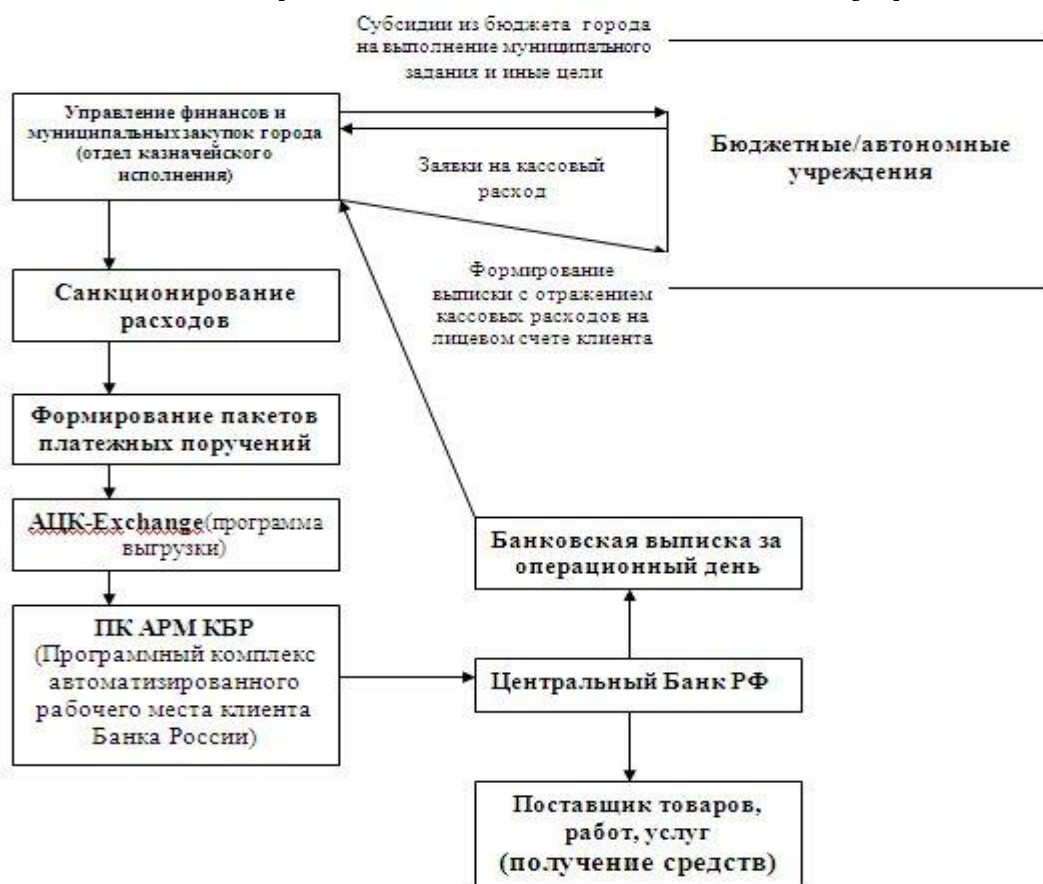 Субсидии из бюджета города
на выполнение муниципального
задания и иные цели
Управление финансов и
муниципальных закупок города
(отдел казначейского
исполнения)
Бюджетные/автономные
учреждения
Заявки на кассовый
расход
Формирование
выписки с отражением
кассовых расходов на
лицевом счете клиента
Санкционирование
расходов
Формирование пакетов
платежных поручений
АЦК-Exchange(программа
выгрузки)
Банковская выписка за
операционный день
ПК АРМ КБР
(Программный комплекс
автоматизированного
рабочего места клиента
Банка России)
Центральный Банк РФ
Поставщик товаров,
работ, услуг
(получение средств)